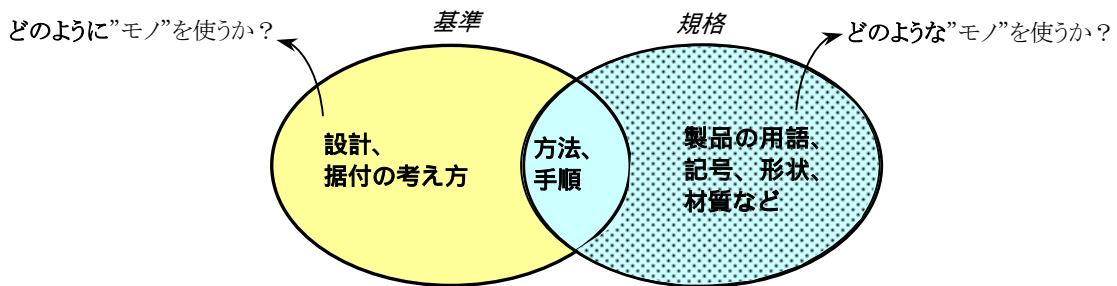 どのように”モノ”を使うか？
基準
規格
どのような”モノ”を使うか？
設計、
据付の考え方
方法、
手順
製品の用語、
記号、形状、
材質など